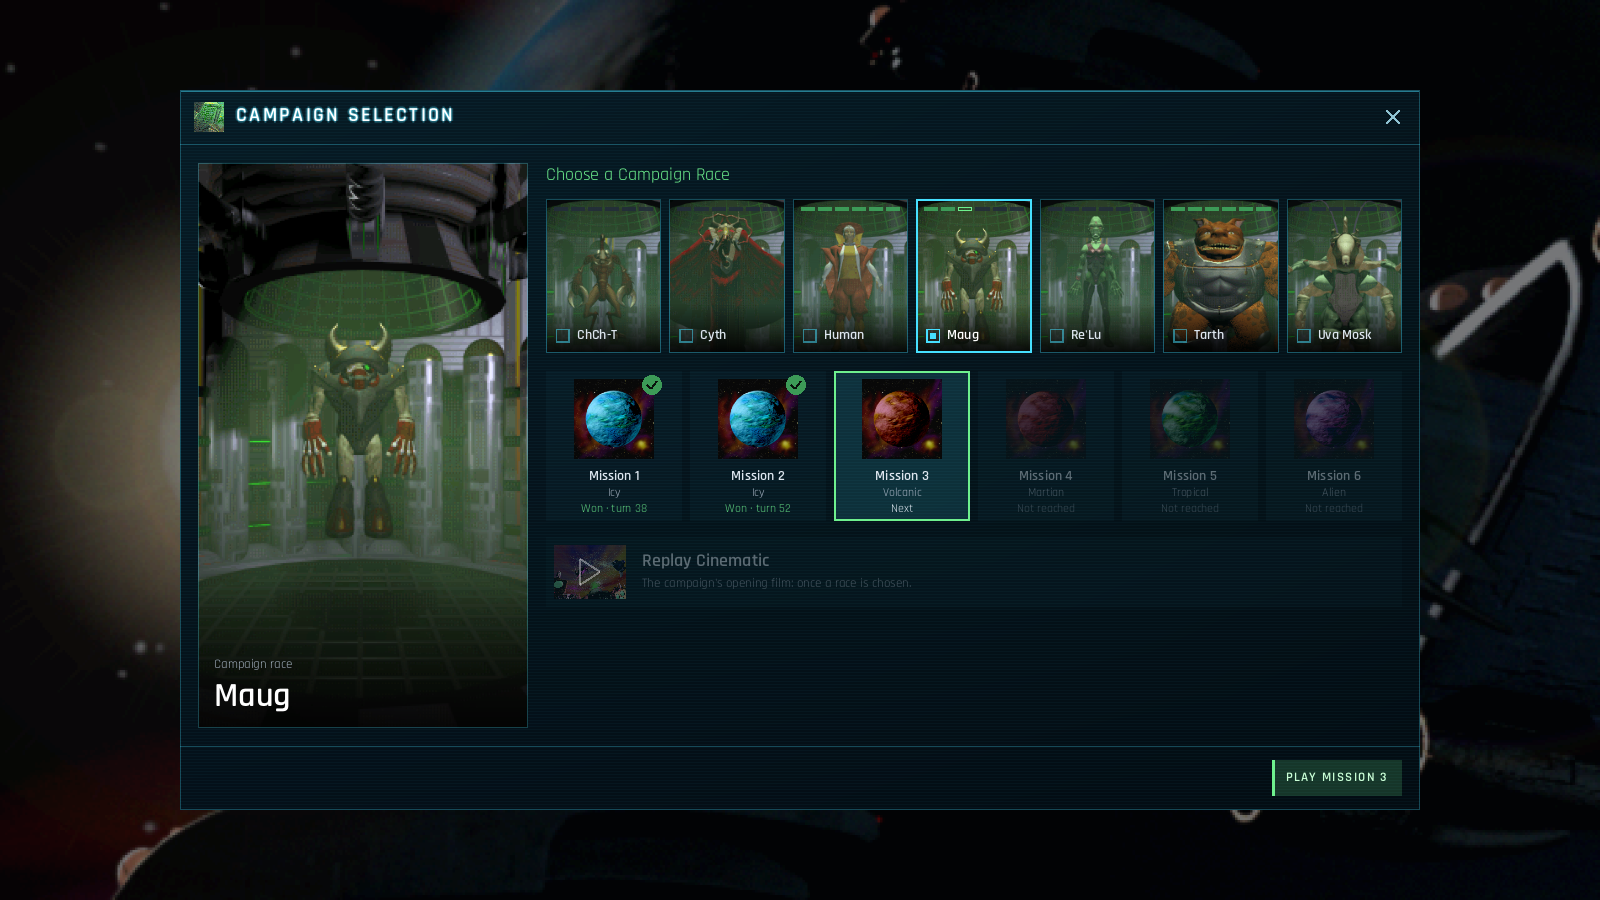 CAMPAIGN SELECTION
Choose a Campaign Race
ChCh-T
Cyth
Human
Maug
Re'Lu
Tarth
Uva Mosk
Mission 1
Icy
Won · turn 38
Mission 2
Icy
Won · turn 52
Mission 3
Volcanic
Next
Mission 4
Martian
Not reached
Mission 5
Tropical
Not reached
Mission 6
Alien
Not reached
Replay Cinematic
The campaign's opening film: once a race is chosen.
Campaign race
Maug
PLAY MISSION 3